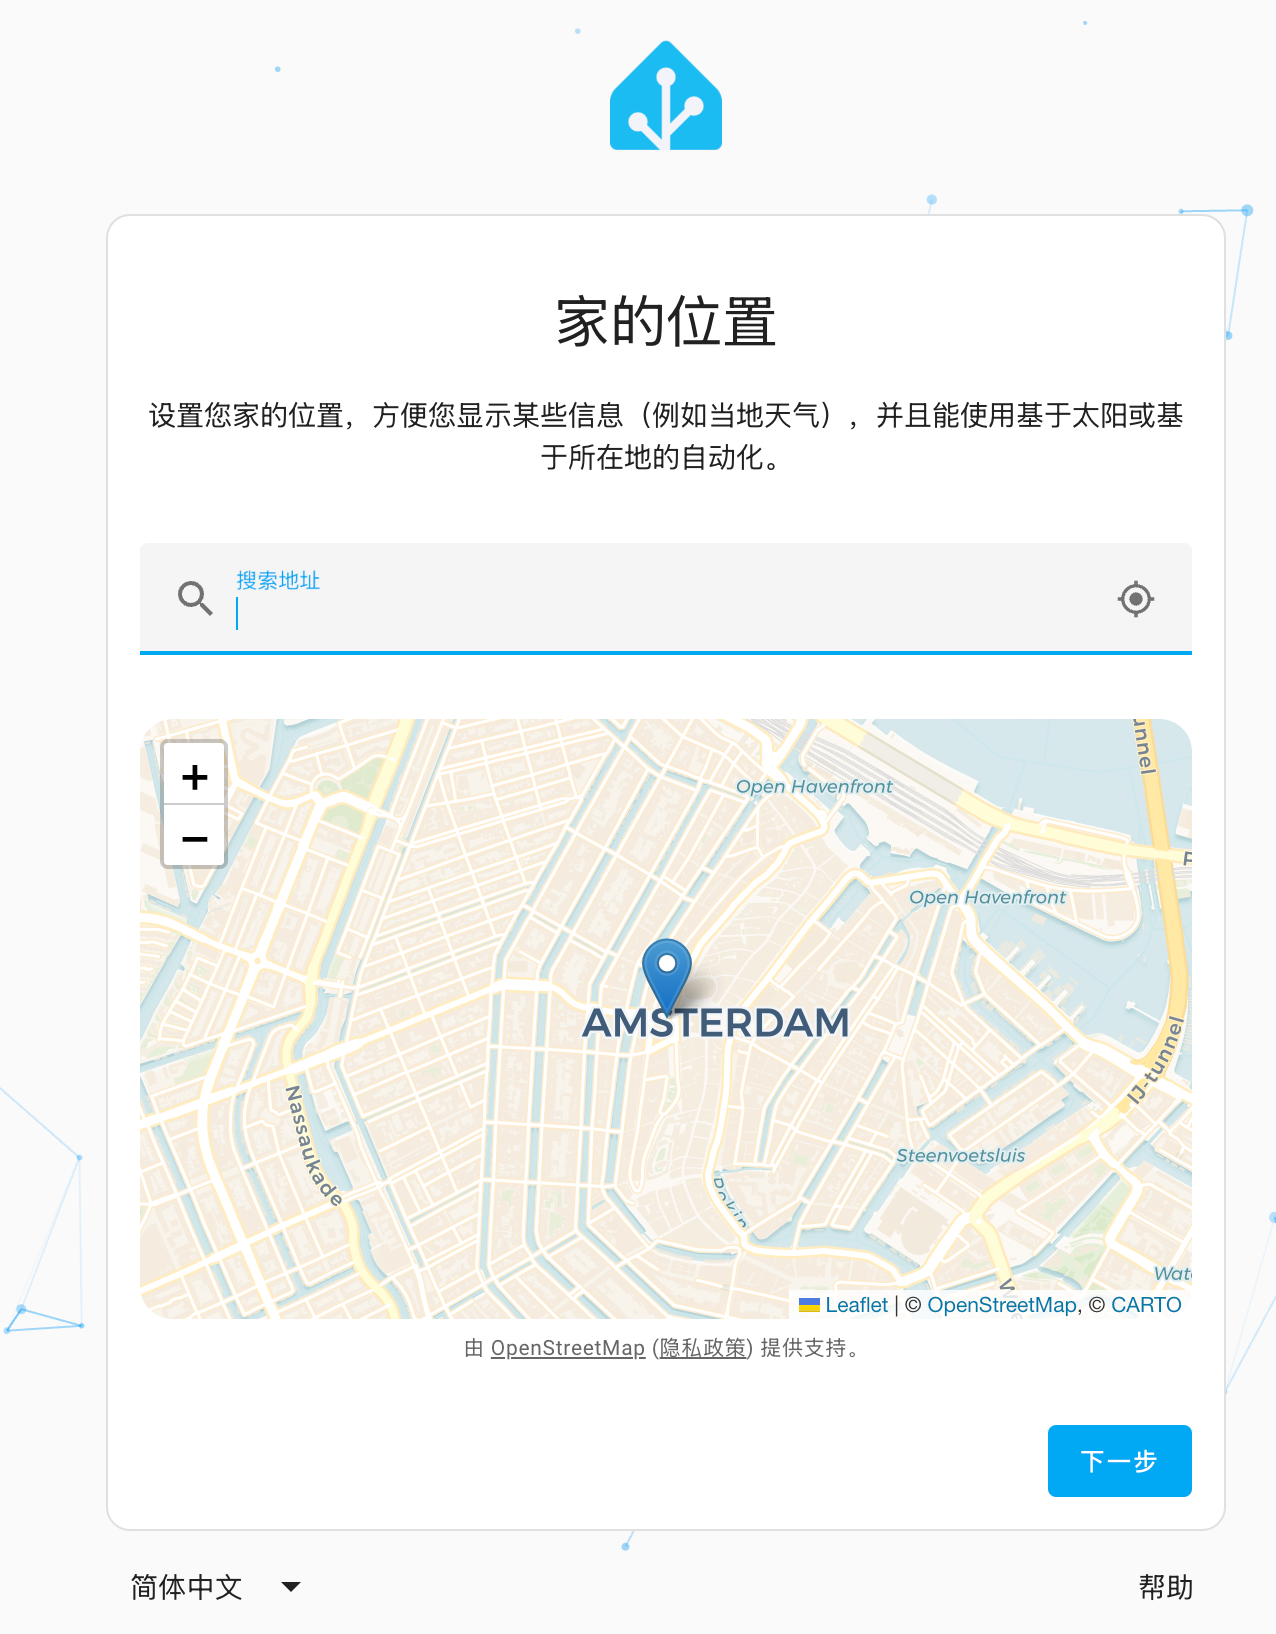 家的位置
设置您家的位置，方便您显示某些信息（例如当地天气），并且能使用基于太阳或基
于所在地的自动化。
搜索地址
+
−
unnel
Open Havenfront
Open Havenfront
AMSTERDAM
IJ-tunnel
Nassaukade
Steenvoetsluis
Rokin
Wat
Leaflet | © OpenStreetMap, © CARTO
由 OpenStreetMap (隐私政策) 提供支持。
下一步
简体中文
帮助